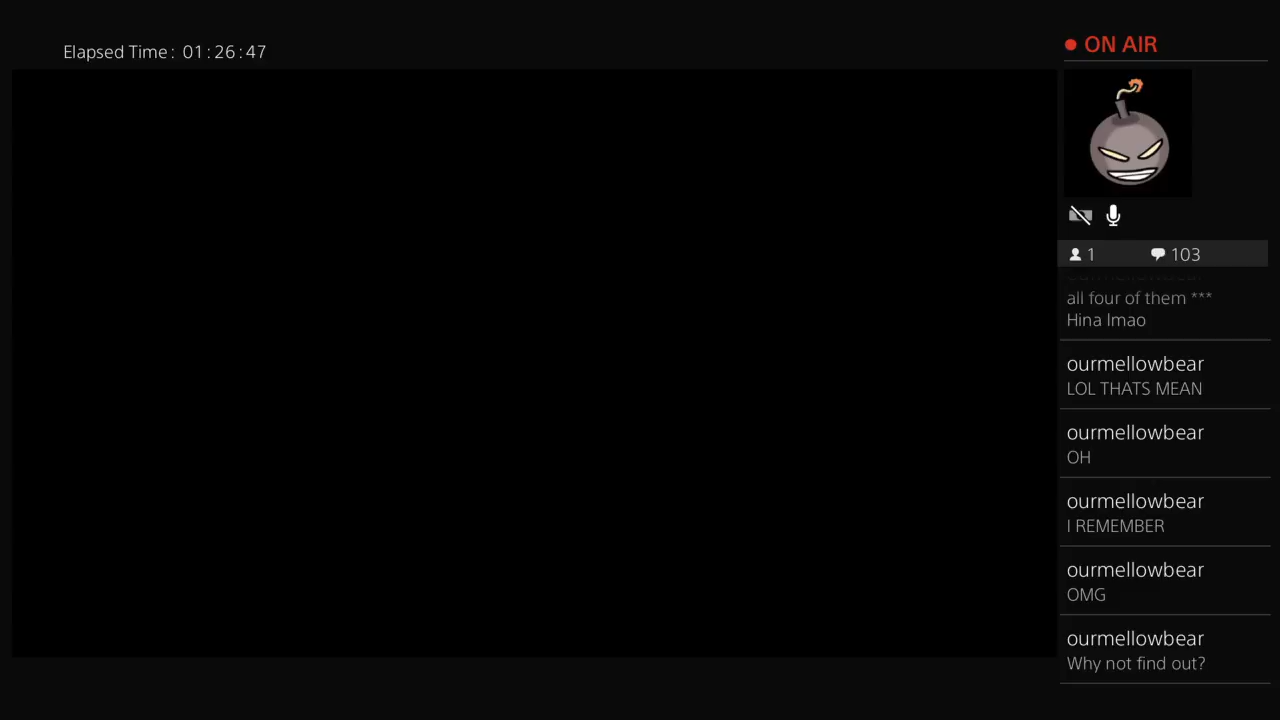 Elapsed Time: 01:26:47
ON AIR
1 103
all four of them ***
Hina lmao
ourmellowbear
LOL THATS MEAN
ourmellowbear
OH
ourmellowbear
I REMEMBER
ourmellowbear
OMG
ourmellowbear
Why not find out?